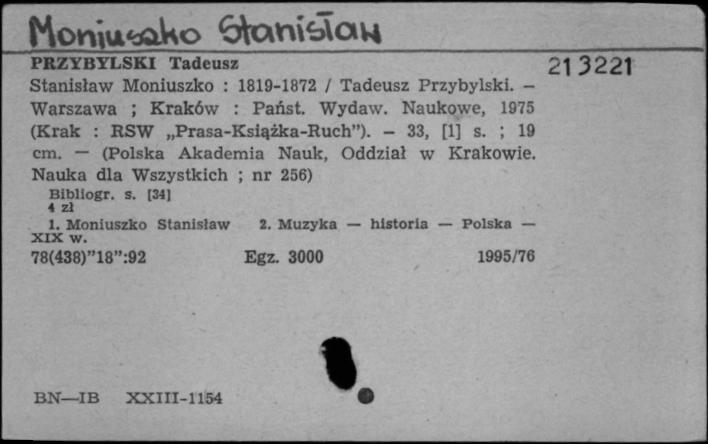 Moniuszko Stanisław
PRZYBYLSKI Tadeusz 213221
Stanisław Moniuszko : 1819-1872 / Tadeusz Przybylski. —
Warszawa ; Kraków : Państ. Wydaw. Naukowe, 1975
(Krak : RSW „Prasa-Książka-Ruch”). — 33, [1] s. ; 19
cm. — (Polska Akademia Nauk, Oddział w Krakowie.
Nauka dla Wszystkich ; nr 256)
Bibliogr. s. [34]
4 zł
1. Moniuszko Stanisław 2. Muzyka — historia — Polska —
XIX w.
78(438)”18”:92 Egz. 3000 1995/76
BN—IB XXIII-1154